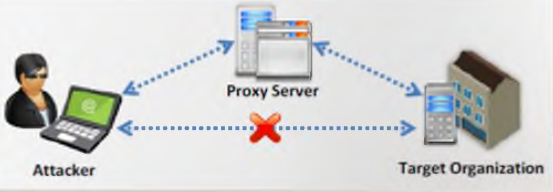 Proxy Server
Attacker
Target Organization